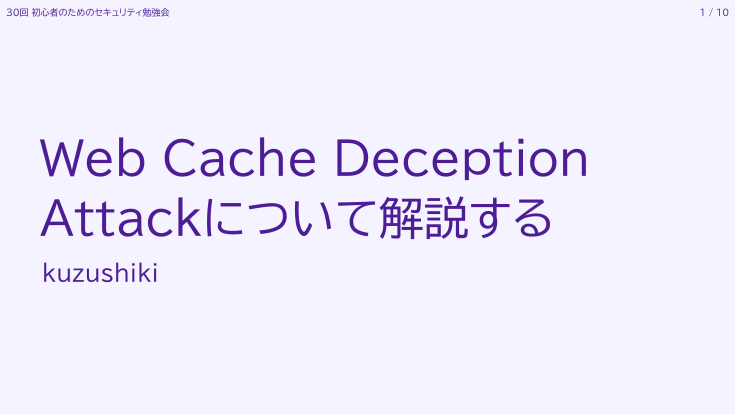 30回 初心者のためのセキュリティ勉強会
1 / 10
Web Cache Deception
Attackについて解説する
kuzushiki